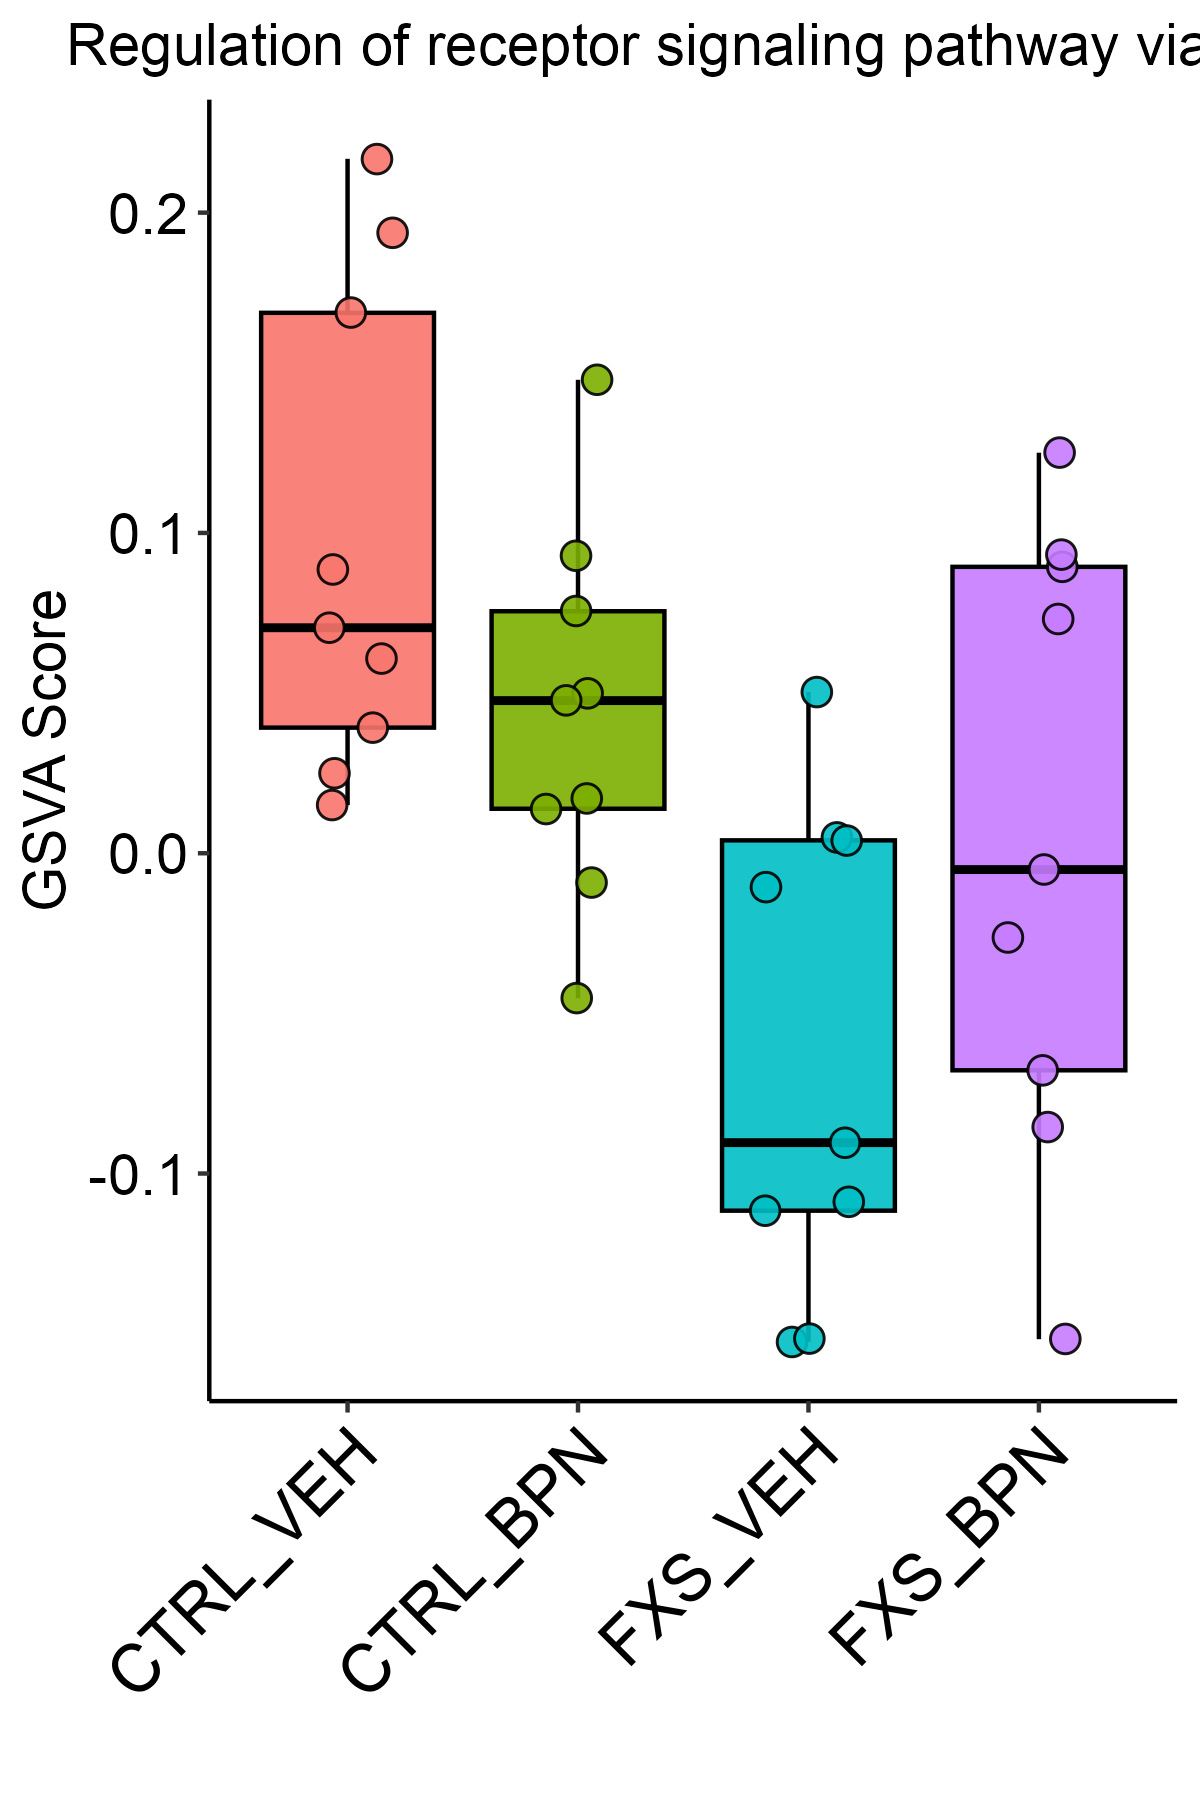 Regulation of receptor signaling pathway via
GSVA Score
0.2
0.1
0.0
-0.1
CTRL_VEH
CTRL_BPN
FXS_VEH
FXS_BPN